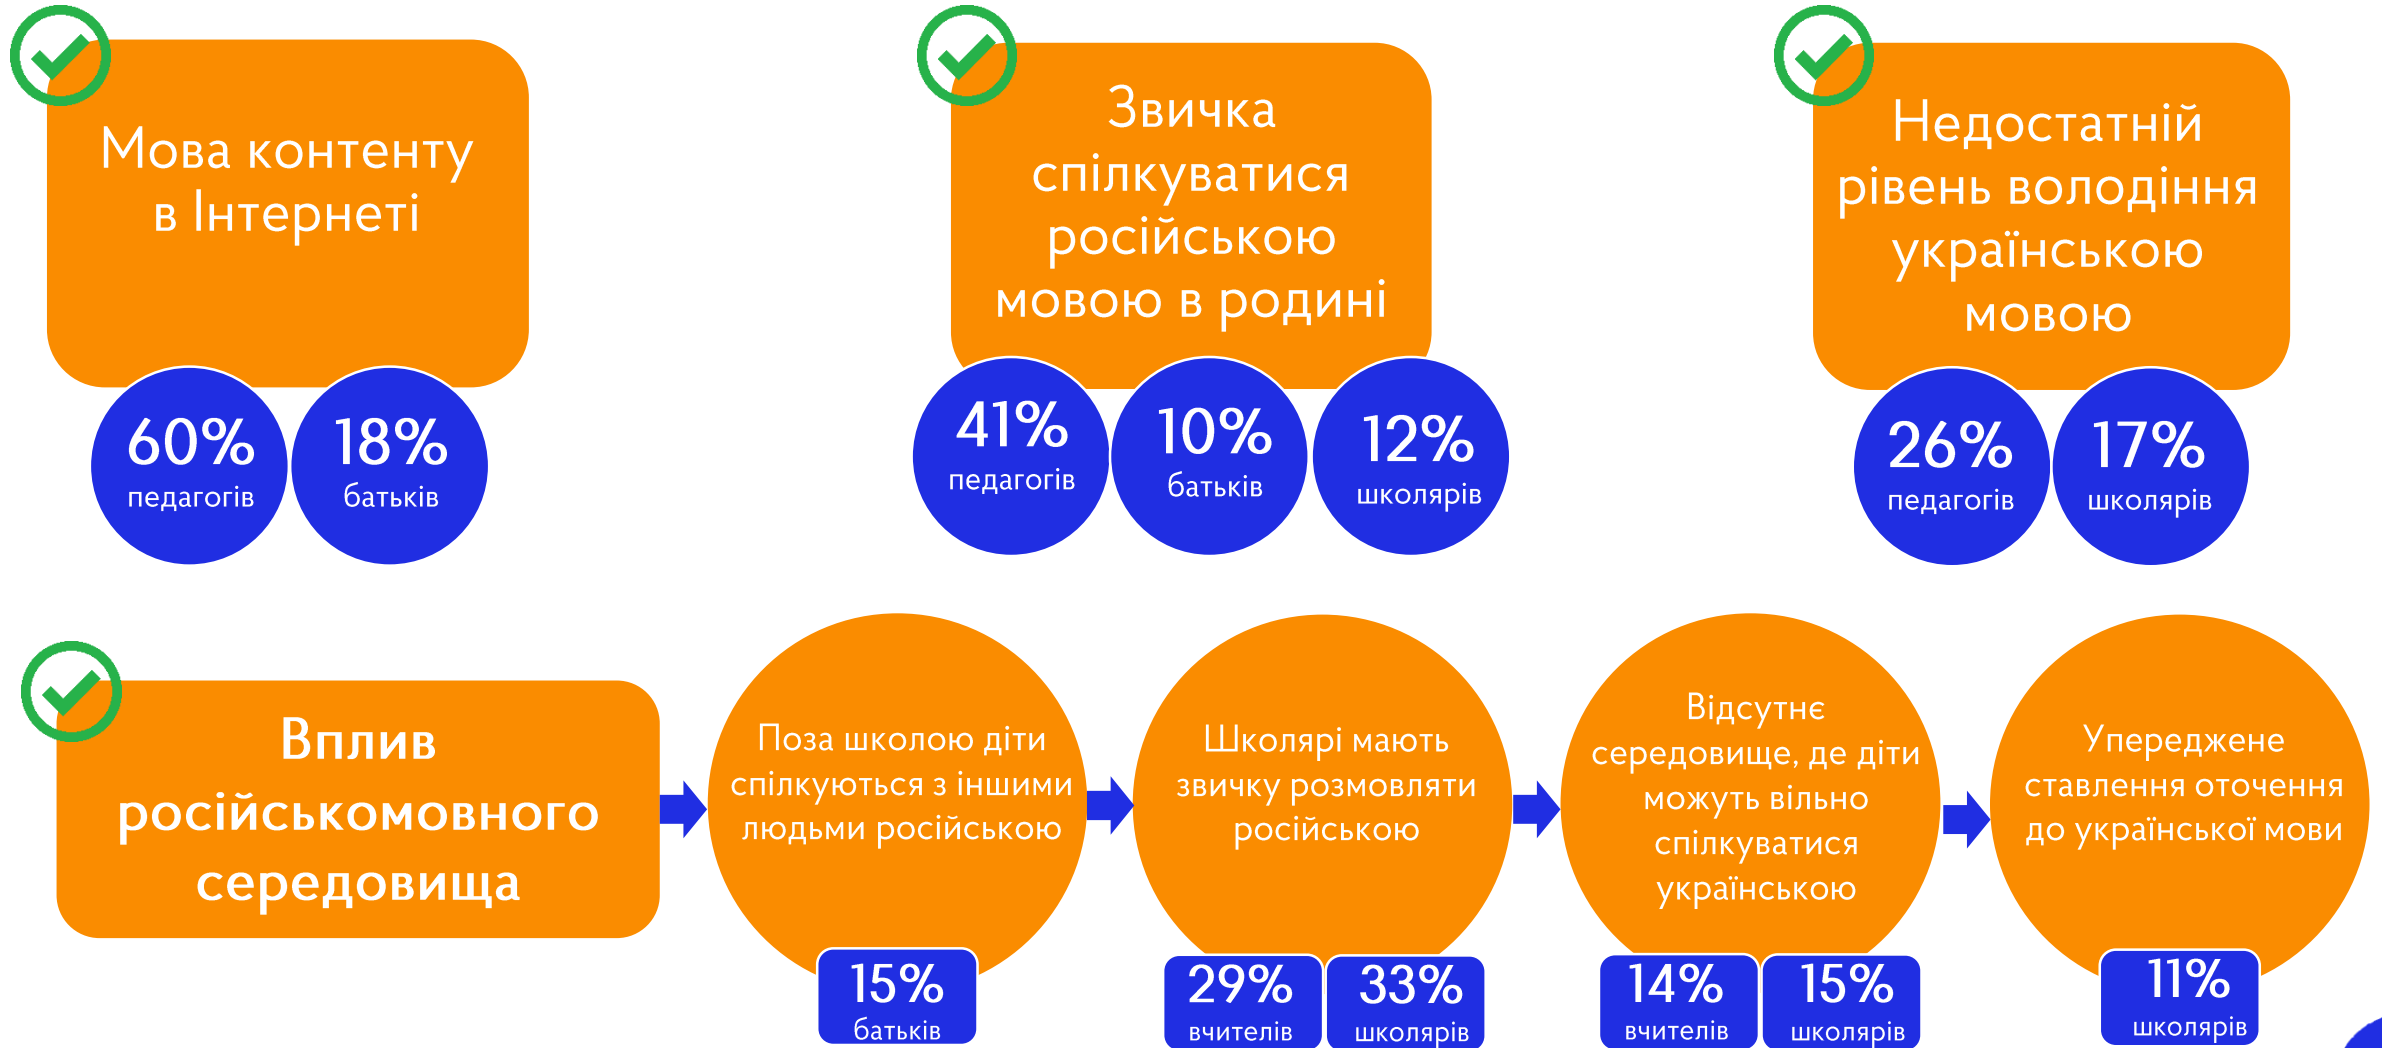 Мова контенту
в Інтернеті
60%
педагогів
18%
батьків
Звичка
спілкуватися
російською
мовою в родині
41%
педагогів
10%
батьків
12%
школярів
Недостатній
рівень володіння
українською
мовою
26%
педагогів
17%
школярів
Вплив
російськомовного
середовища
Поза школою діти
спілкуються з іншими
людьми російською
15%
батьків
Школярі мають
звичку розмовляти
російською
29%
вчителів
33%
школярів
Відсутнє
середовище, де діти
можуть вільно
спілкуватися
українською
14%
вчителів
15%
школярів
Упереджене
ставлення оточення
до української мови
11%
школярів